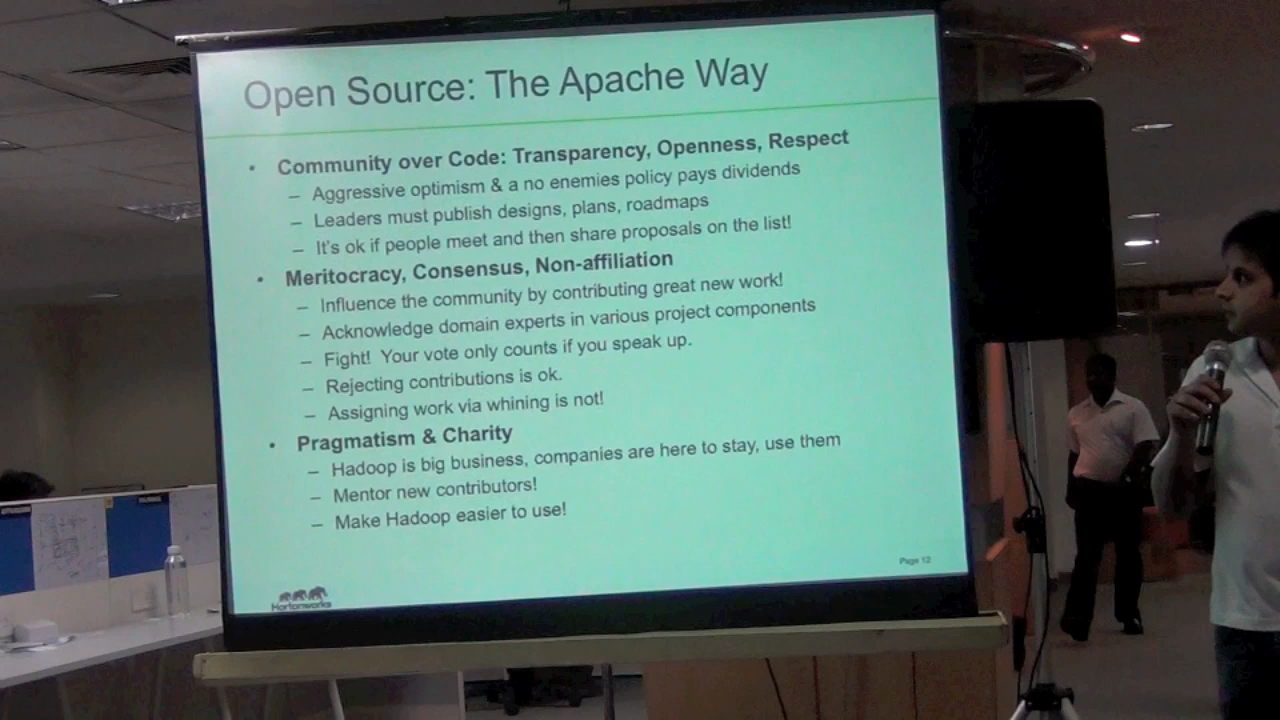 Open Source: The Apache Way
• Community over Code: Transparency, Openness, Respect
– Aggressive optimism & a no enemies policy pays dividends
– Leaders must publish designs, plans, roadmaps
– It's ok if people meet and then share proposals on the list!
• Meritocracy, Consensus, Non-affiliation
– Influence the community by contributing great new work!
– Acknowledge domain experts in various project components
– Fight! Your vote only counts if you speak up.
– Rejecting contributions is ok.
– Assigning work via whining is not!
• Pragmatism & Charity
– Hadoop is big business, companies are here to stay, use them
– Mentor new contributors!
– Make Hadoop easier to use!
Page 12
Hortonworks